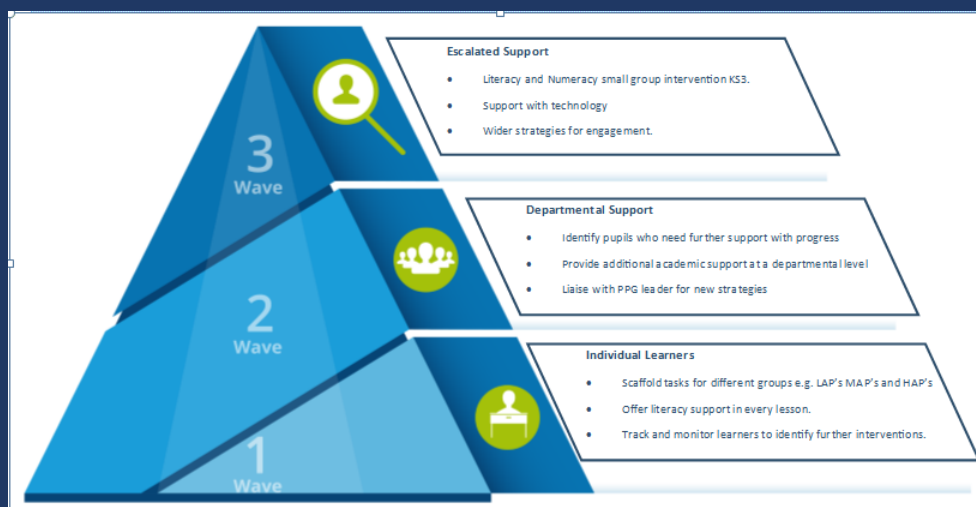 Escalated Support
• Literacy and Numeracy small group intervention KS3.
• Support with technology
• Wider strategies for engagement.
3
Wave
Departmental Support
• Identify pupils who need further support with progress
• Provide additional academic support at a departmental level
• Liaise with PPG leader for new strategies
2
Wave
Individual Learners
• Scaffold tasks for different groups e.g. LAP's MAP's and HAP's
• Offer literacy support in every lesson.
• Track and monitor learners to identify further interventions.
1
Wave